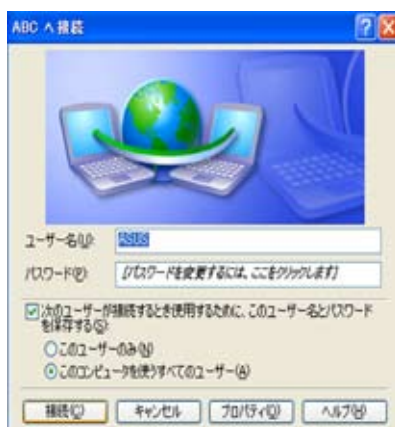 ABC へ接続
ユーザー名(U):
ASUS
パスワード(P):
[パスワードを変更するには、ここをクリックします]
次のユーザーが接続するとき使用するために、このユーザー名とパスワード
を保存する(S):
このユーザーのみ(N)
このコンピュータを使うすべてのユーザー(A)
接続(C)
キャンセル
プロパティ(O)
ヘルプ(H)